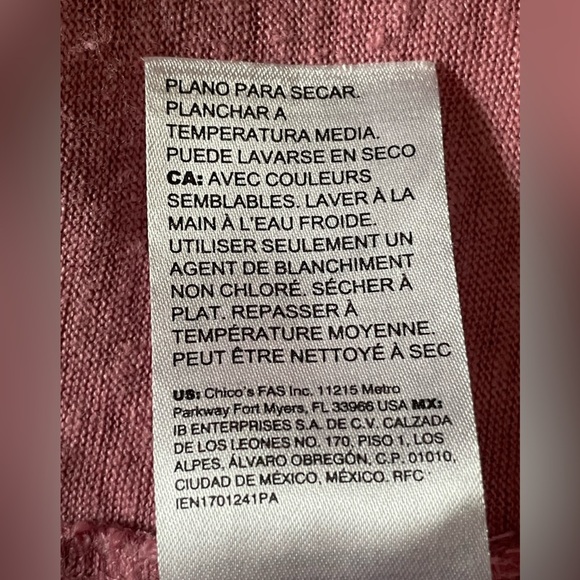 PLANO PARA SECAR.
PLANCHAR A
TEMPERATURA MEDIA.
PUEDE LAVARSE EN SECO
CA: AVEC COULEURS
SEMBLABLES. LAVER À LA
MAIN À L'EAU FROIDE.
UTILISER SEULEMENT UN
AGENT DE BLANCHIMENT
NON CHLORÉ. SÉCHER À
PLAT. REPASSER À
TEMPÉRATURE MOYENNE.
PEUT ÊTRE NETTOYÉ À SEC
US: Chico's FAS Inc. 11215 Metro
Parkway Fort Myers, FL 33966 USA MX:
IB ENTERPRISES S.A. DE C.V. CALZADA
DE LOS LEONES NO. 170, PISO 1, LOS
ALPES, ÁLVARO OBREGÓN, C.P. 01010,
CIUDAD DE MÉXICO, MÉXICO. RFC
IEN1701241PA